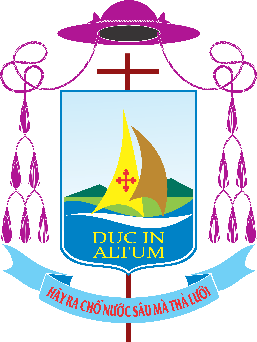 DUC IN
ALTUM
HÃY RA CHỖ NƯỚC SÂU MÀ THẢ LƯỚI